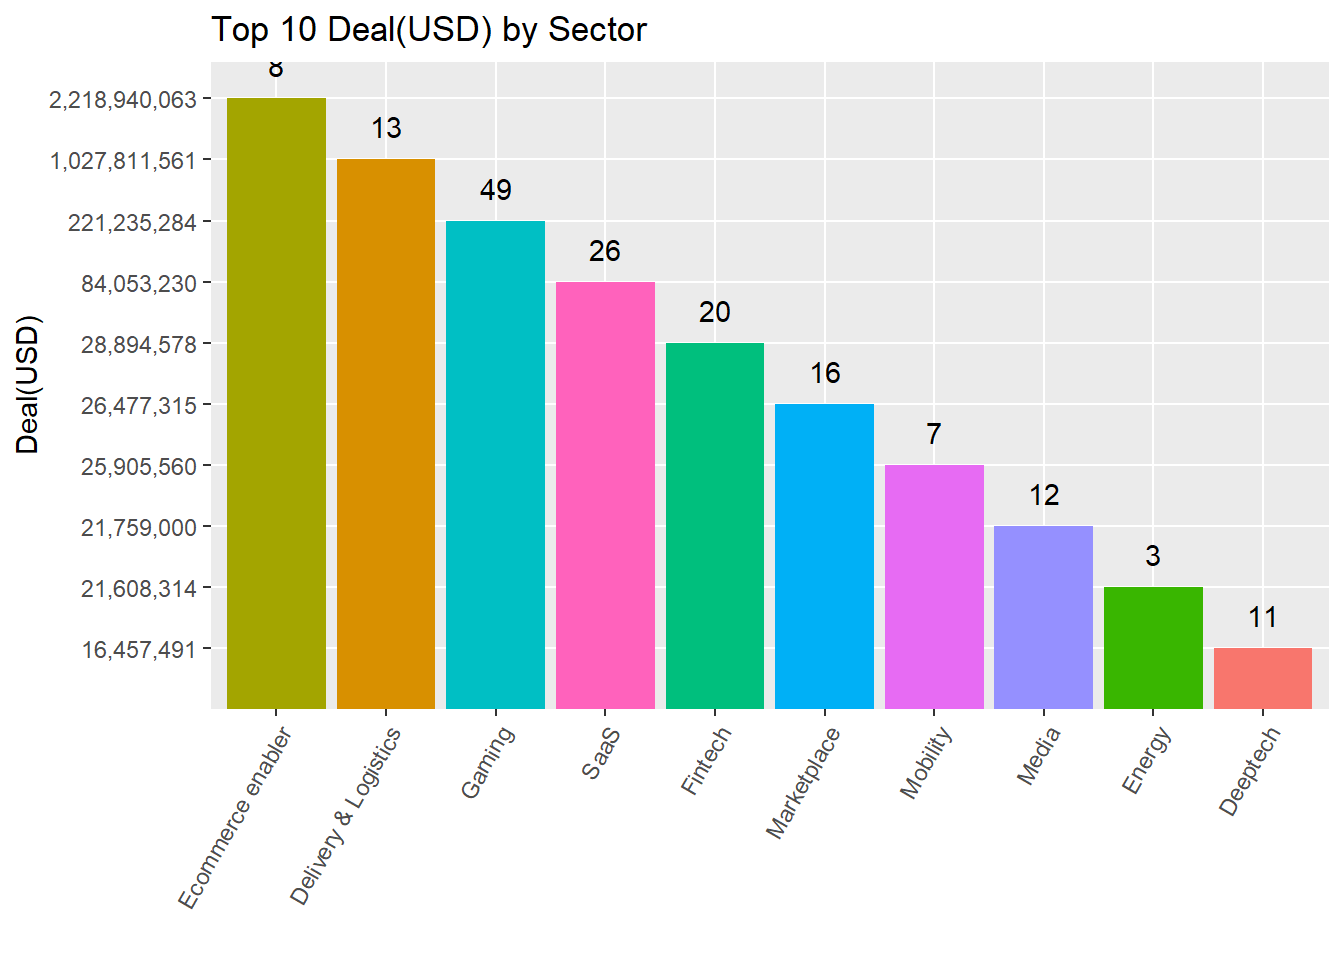 Top 10 Deal(USD) by Sector
Deal(USD)
2,218,940,063
1,027,811,561
221,235,284
84,053,230
28,894,578
26,477,315
25,905,560
21,759,000
21,608,314
16,457,491
8
13
49
26
20
16
7
12
3
11
Ecommerce enabler
Delivery & Logistics
Gaming
SaaS
Fintech
Marketplace
Mobility
Media
Energy
Deeptech